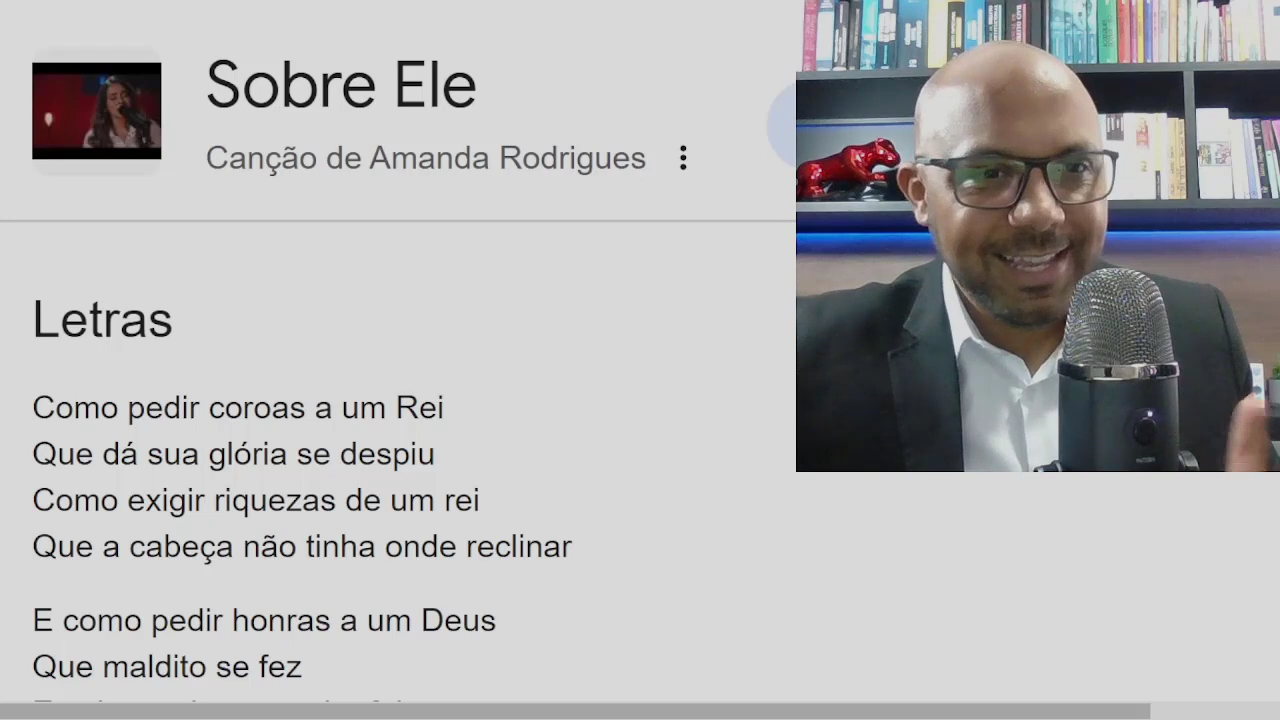 Sobre Ele
Canção de Amanda Rodrigues
Letras
Como pedir coroas a um Rei
Que dá sua glória se despiu
Como exigir riquezas de um rei
Que a cabeça não tinha onde reclinar
E como pedir honras a um Deus
Que maldito se fez